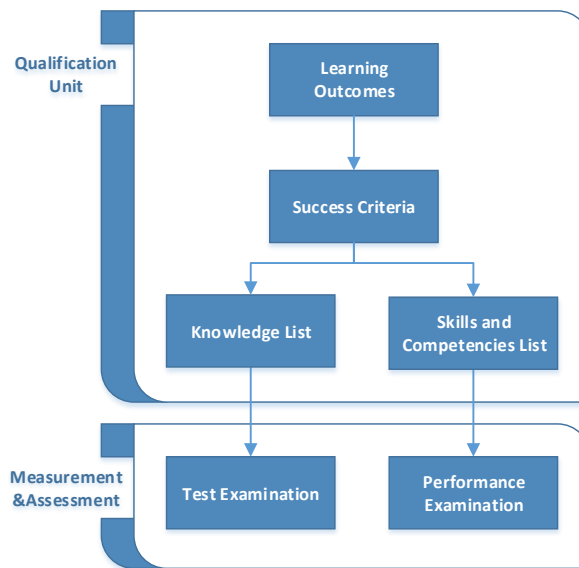 Qualification
Unit
Learning
Outcomes
Success Criteria
Knowledge List
Skills and
Competencies List
Measurement
&Assessment
Test Examination
Performance
Examination